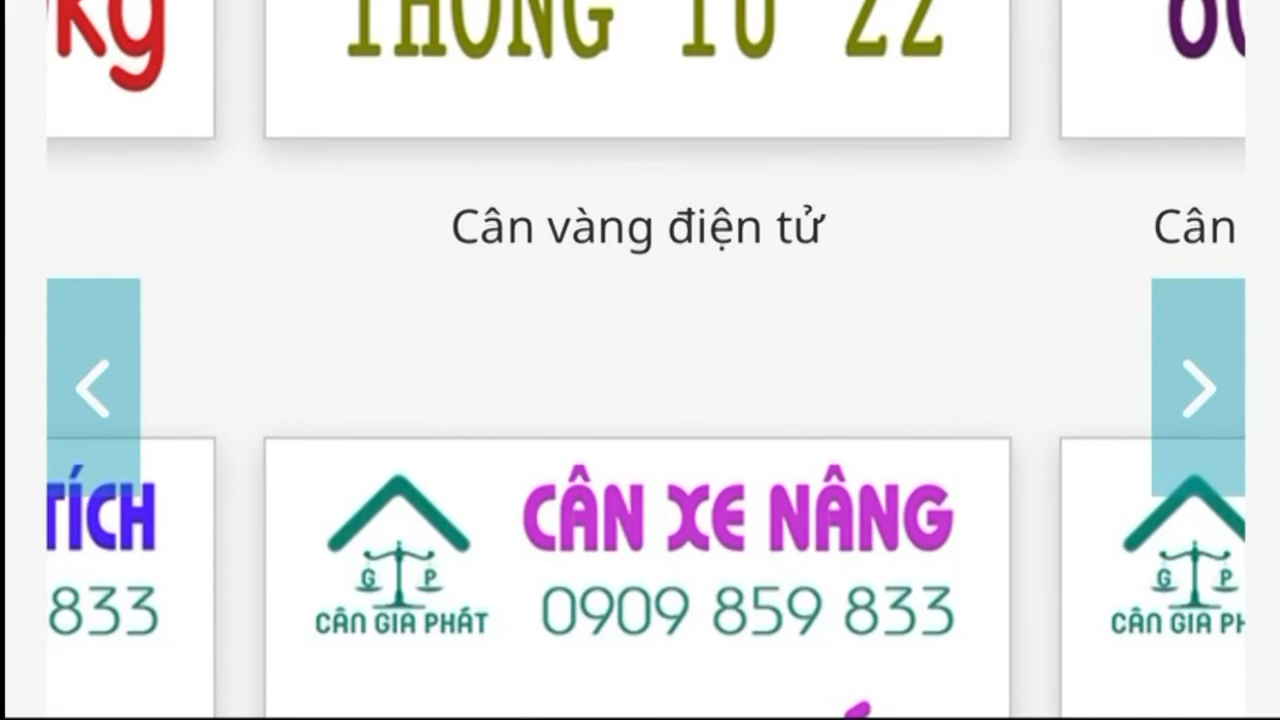 kg
THÔNG TƯ 22
Cân vàng điện tử
Cân
TÍCH
833
CÂN XE NÂNG
0909 859 833
G P
CÂN GIA PHÁT
G P
CÂN GIA PH